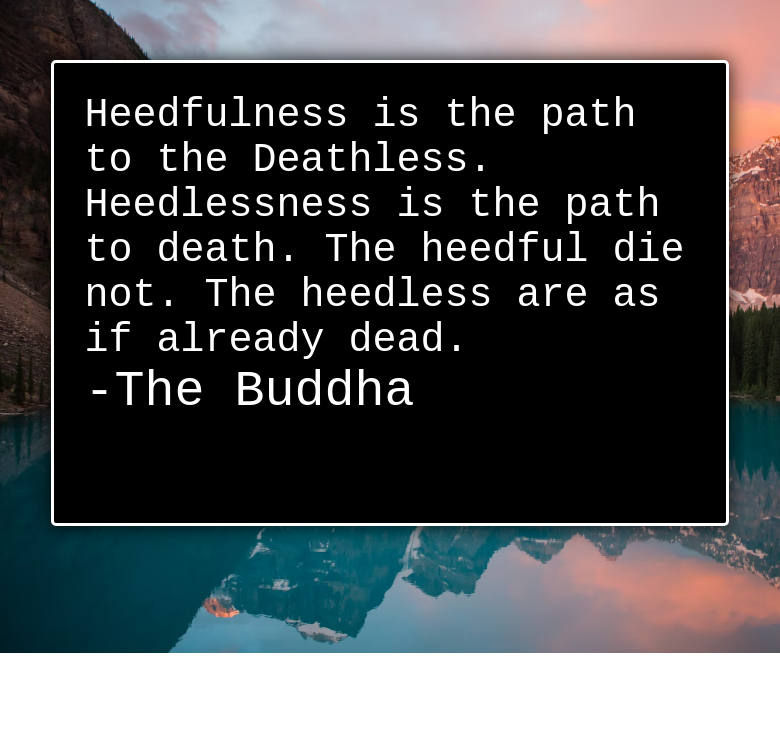 Heedfulness is the path
to the Deathless.
Heedlessness is the path
to death. The heedful die
not. The heedless are as
if already dead.
-The Buddha